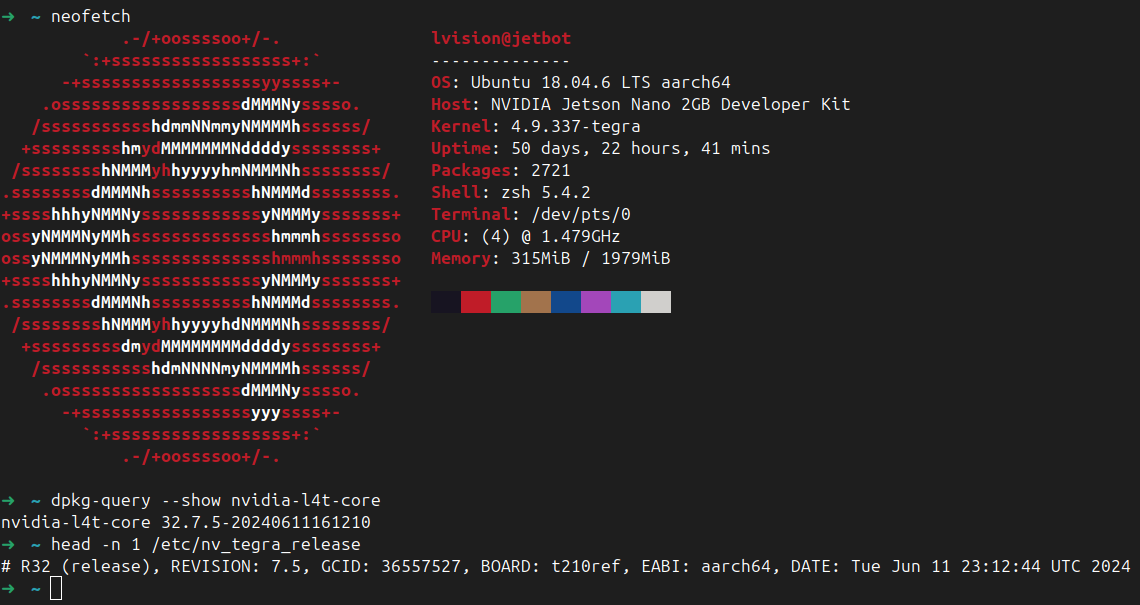 ➜ ~ neofetch
.-/+oossssoo+/-.
`:+ssssssssssssssssss+:`
-+ssssssssssssssssssyyssss+-
.ossssssssssssssssssdMMMNysssso.
/ssssssssssshdmmNNmmyNMMMMhssssss/
+ssssssssshmydMMMMMMMNddddyssssssss+
/sssssssshNMMMyhhyyyyhmNMMMNhssssssss/
.ssssssssdMMMNhsssssssssshNMMMdssssssss.
+sssshhhyNMMNyssssssssssssyNMMMysssssss+
ossyNMMMNyMMhsssssssssssssshmmmhssssssso
ossyNMMMNyMMhsssssssssssssshmmmhssssssso
+sssshhhyNMMNyssssssssssssyNMMMysssssss+
.ssssssssdMMMNhsssssssssshNMMMdssssssss.
/sssssssshNMMMyhhyyyyhdNMMMNhssssssss/
+sssssssssdmydMMMMMMMMddddyssssssss+
/ssssssssssshdmNNNNmyNMMMMhssssss/
.ossssssssssssssssssdMMMNysssso.
-+sssssssssssssssssyyyssss+-
`:+ssssssssssssssssss+:`
.-/+oossssoo+/-.
lvision@jetbot
--------------
OS: Ubuntu 18.04.6 LTS aarch64
Host: NVIDIA Jetson Nano 2GB Developer Kit
Kernel: 4.9.337-tegra
Uptime: 50 days, 22 hours, 41 mins
Packages: 2721
Shell: zsh 5.4.2
Terminal: /dev/pts/0
CPU: (4) @ 1.479GHz
Memory: 315MiB / 1979MiB
➜ ~ dpkg-query --show nvidia-l4t-core
nvidia-l4t-core 32.7.5-20240611161210
➜ ~ head -n 1 /etc/nv_tegra_release
# R32 (release), REVISION: 7.5, GCID: 36557527, BOARD: t210ref, EABI: aarch64, DATE: Tue Jun 11 23:12:44 UTC 2024
➜ ~